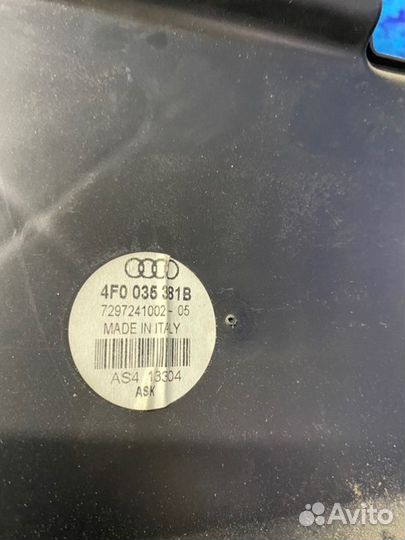 4F0 035 381B
7297241002-05
MADE IN ITALY
AS4 13304
ASK
Avito